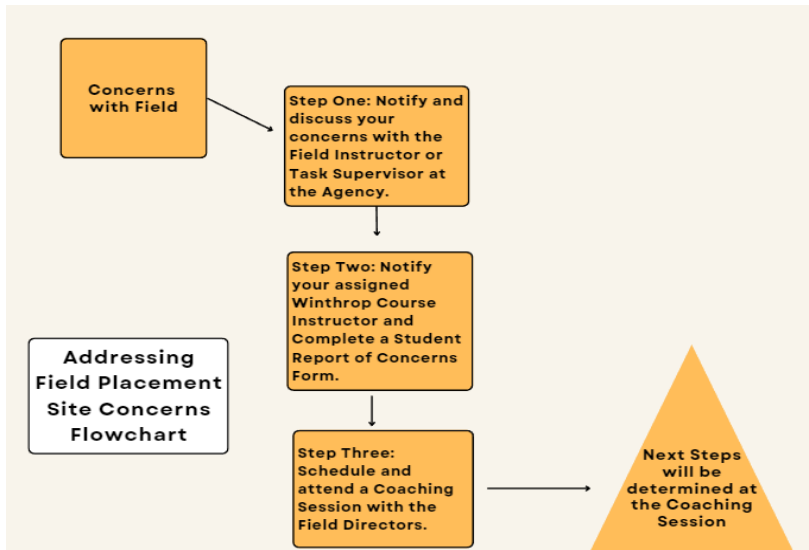 Concerns
with Field
Step One: Notify and
discuss your
concerns with the
Field Instructor or
Task Supervisor at
the Agency.
Step Two: Notify
your assigned
Winthrop Course
Instructor and
Complete a Student
Report of Concerns
Form.
Addressing
Field Placement
Site Concerns
Flowchart
Step Three:
Schedule and
attend a Coaching
Session with the
Field Directors.
Next Steps
will be
determined at
the Coaching
Session